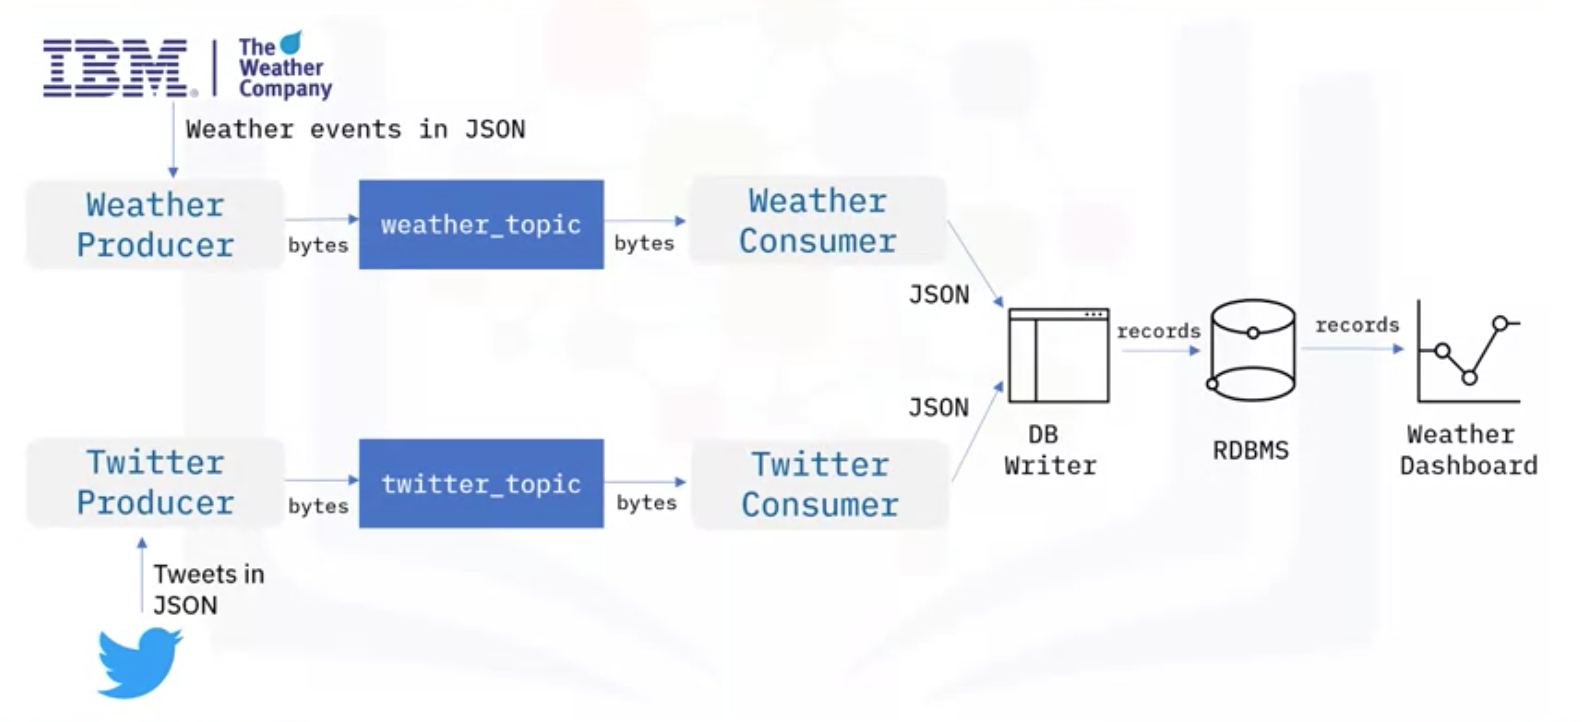 IBM®
The
Weather
Company
Weather events in JSON
Weather
Producer
bytes
weather_topic
bytes
Weather
Consumer
JSON
JSON
DB
Writer
records
RDBMS
records
Weather
Dashboard
Twitter
Producer
bytes
twitter_topic
bytes
Twitter
Consumer
Tweets in
JSON